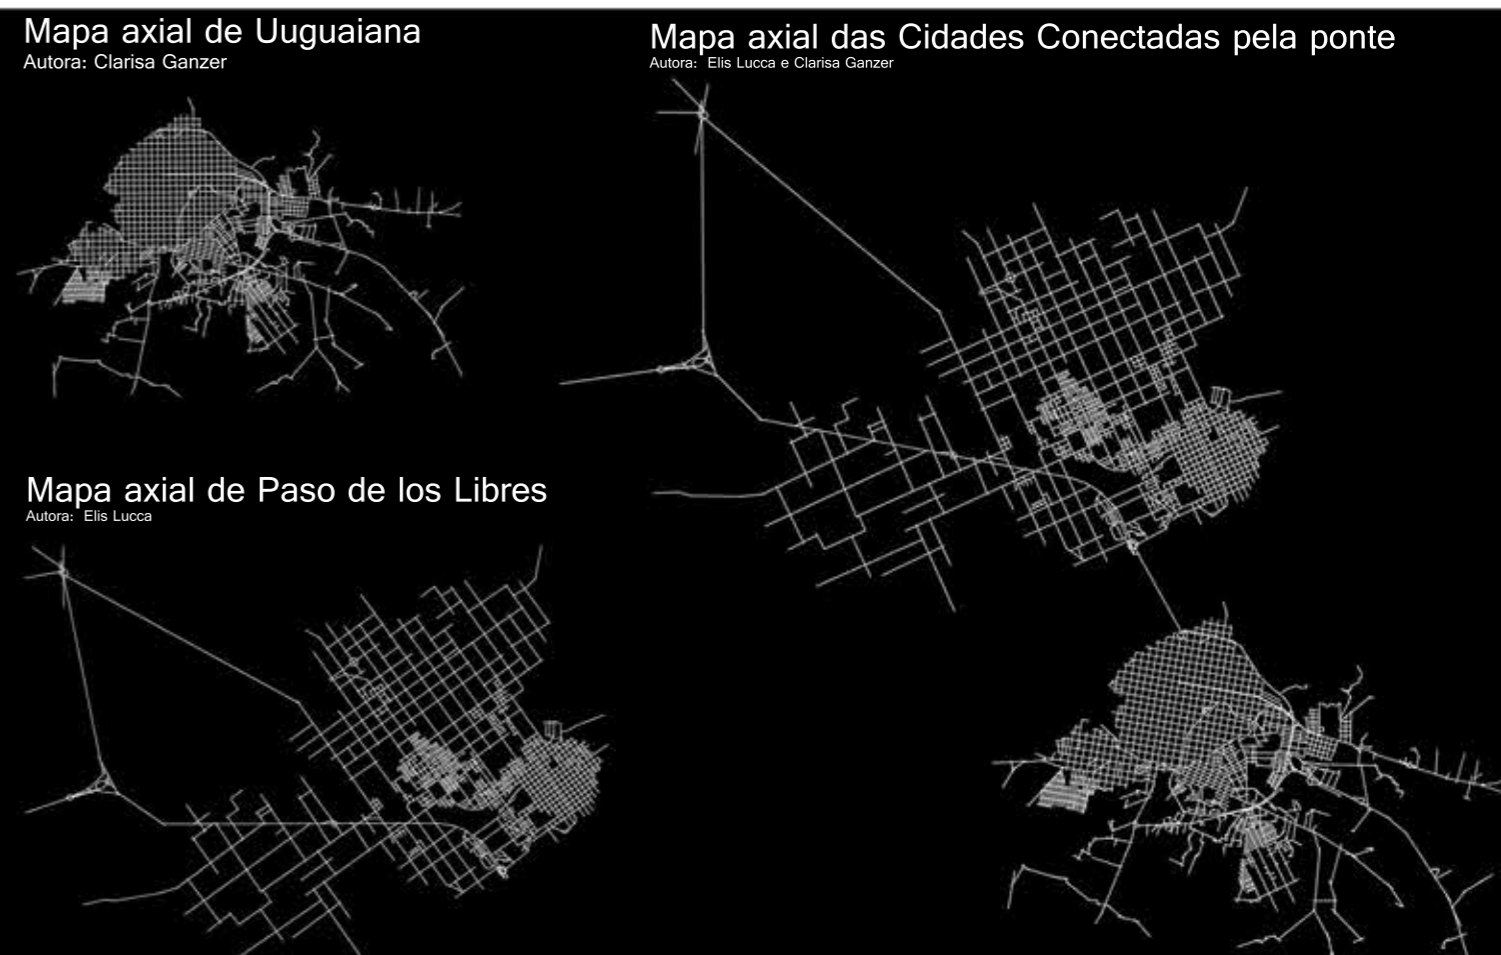 Mapa axial de Uuguaiana
Autora: Clarisa Ganzer
Mapa axial das Cidades Conectadas pela ponte
Autora: Elis Lucca e Clarisa Ganzer
Mapa axial de Paso de los Libres
Autora: Elis Lucca